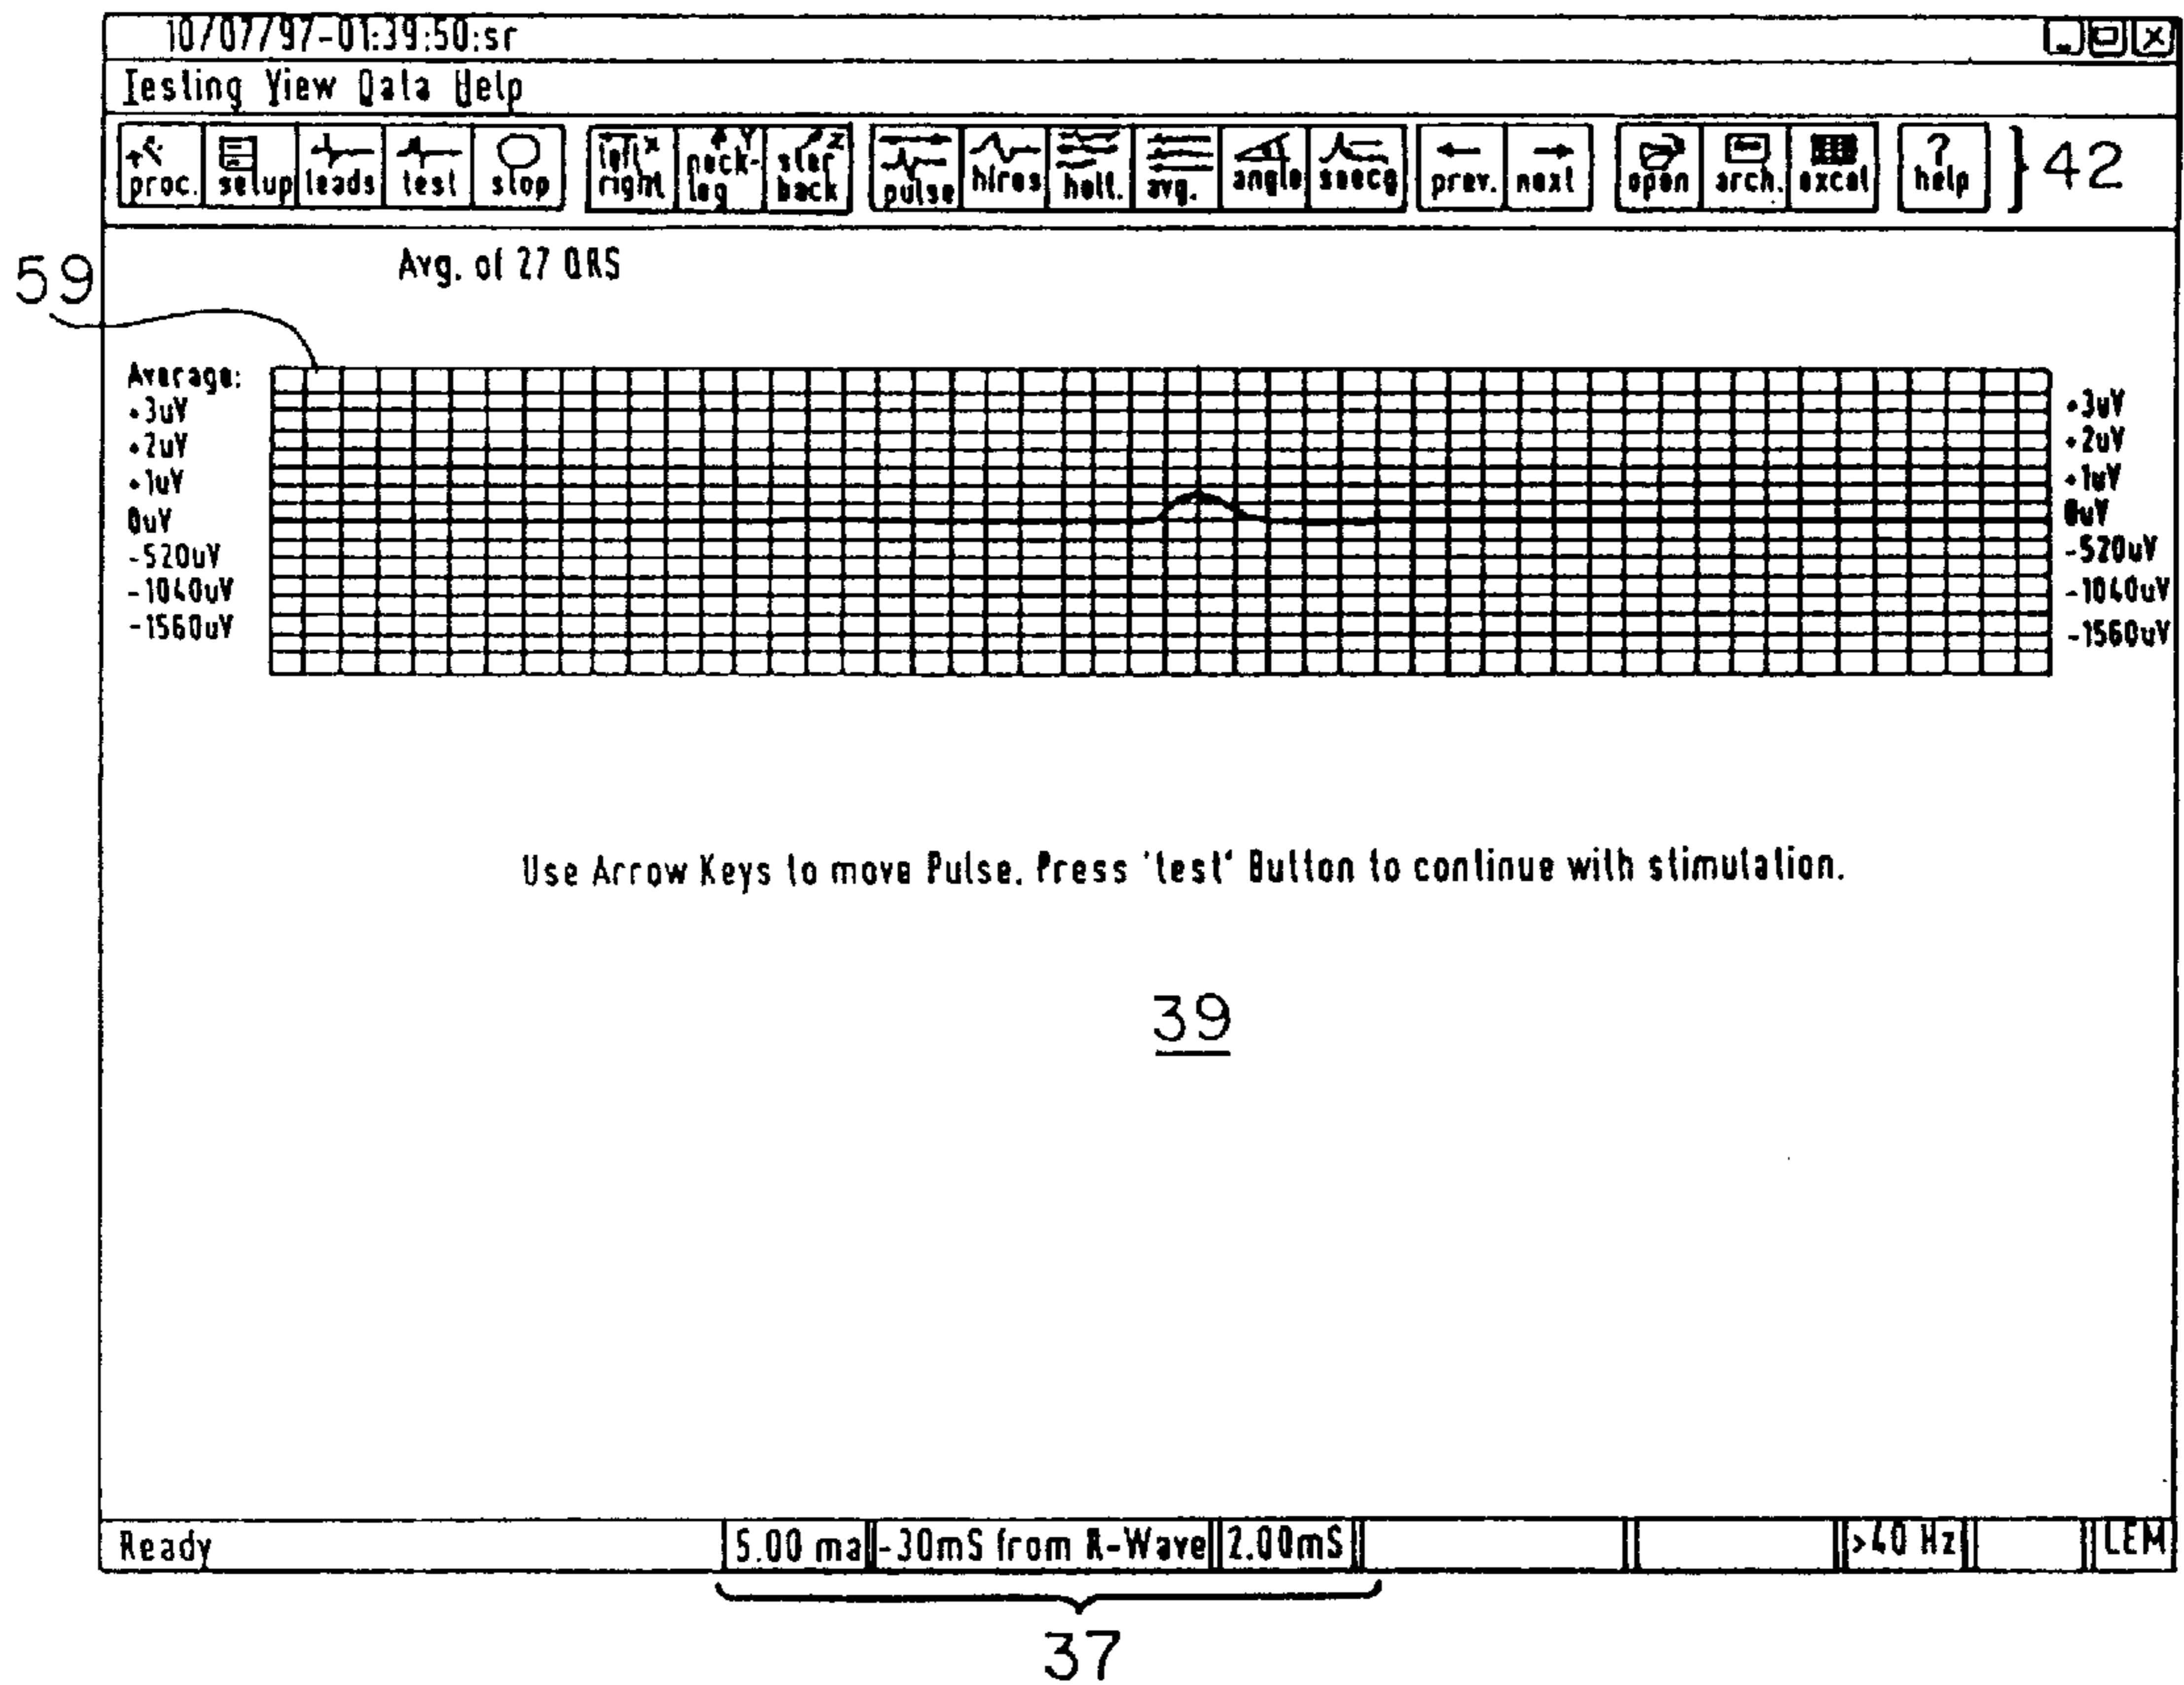 10/07/97-01:39:50:sr
Testing View Data Help
proc. setup leads test stop left x right neck- Y leg ster Z back pulse hires holt. avg. angle saecg prev. next open arch. excel ? help 42
59
Avg. of 27 QRS
Average:
+3uV +3uV
+2uV +2uV
+1uV +1uV
0uV 0uV
-520uV -520uV
-1040uV -1040uV
-1560uV -1560uV
Use Arrow Keys to move Pulse. Press 'test' Button to continue with stimulation.
39
Ready 5.00 ma -30mS from R-Wave 2.00mS >40 Hz LEM
37